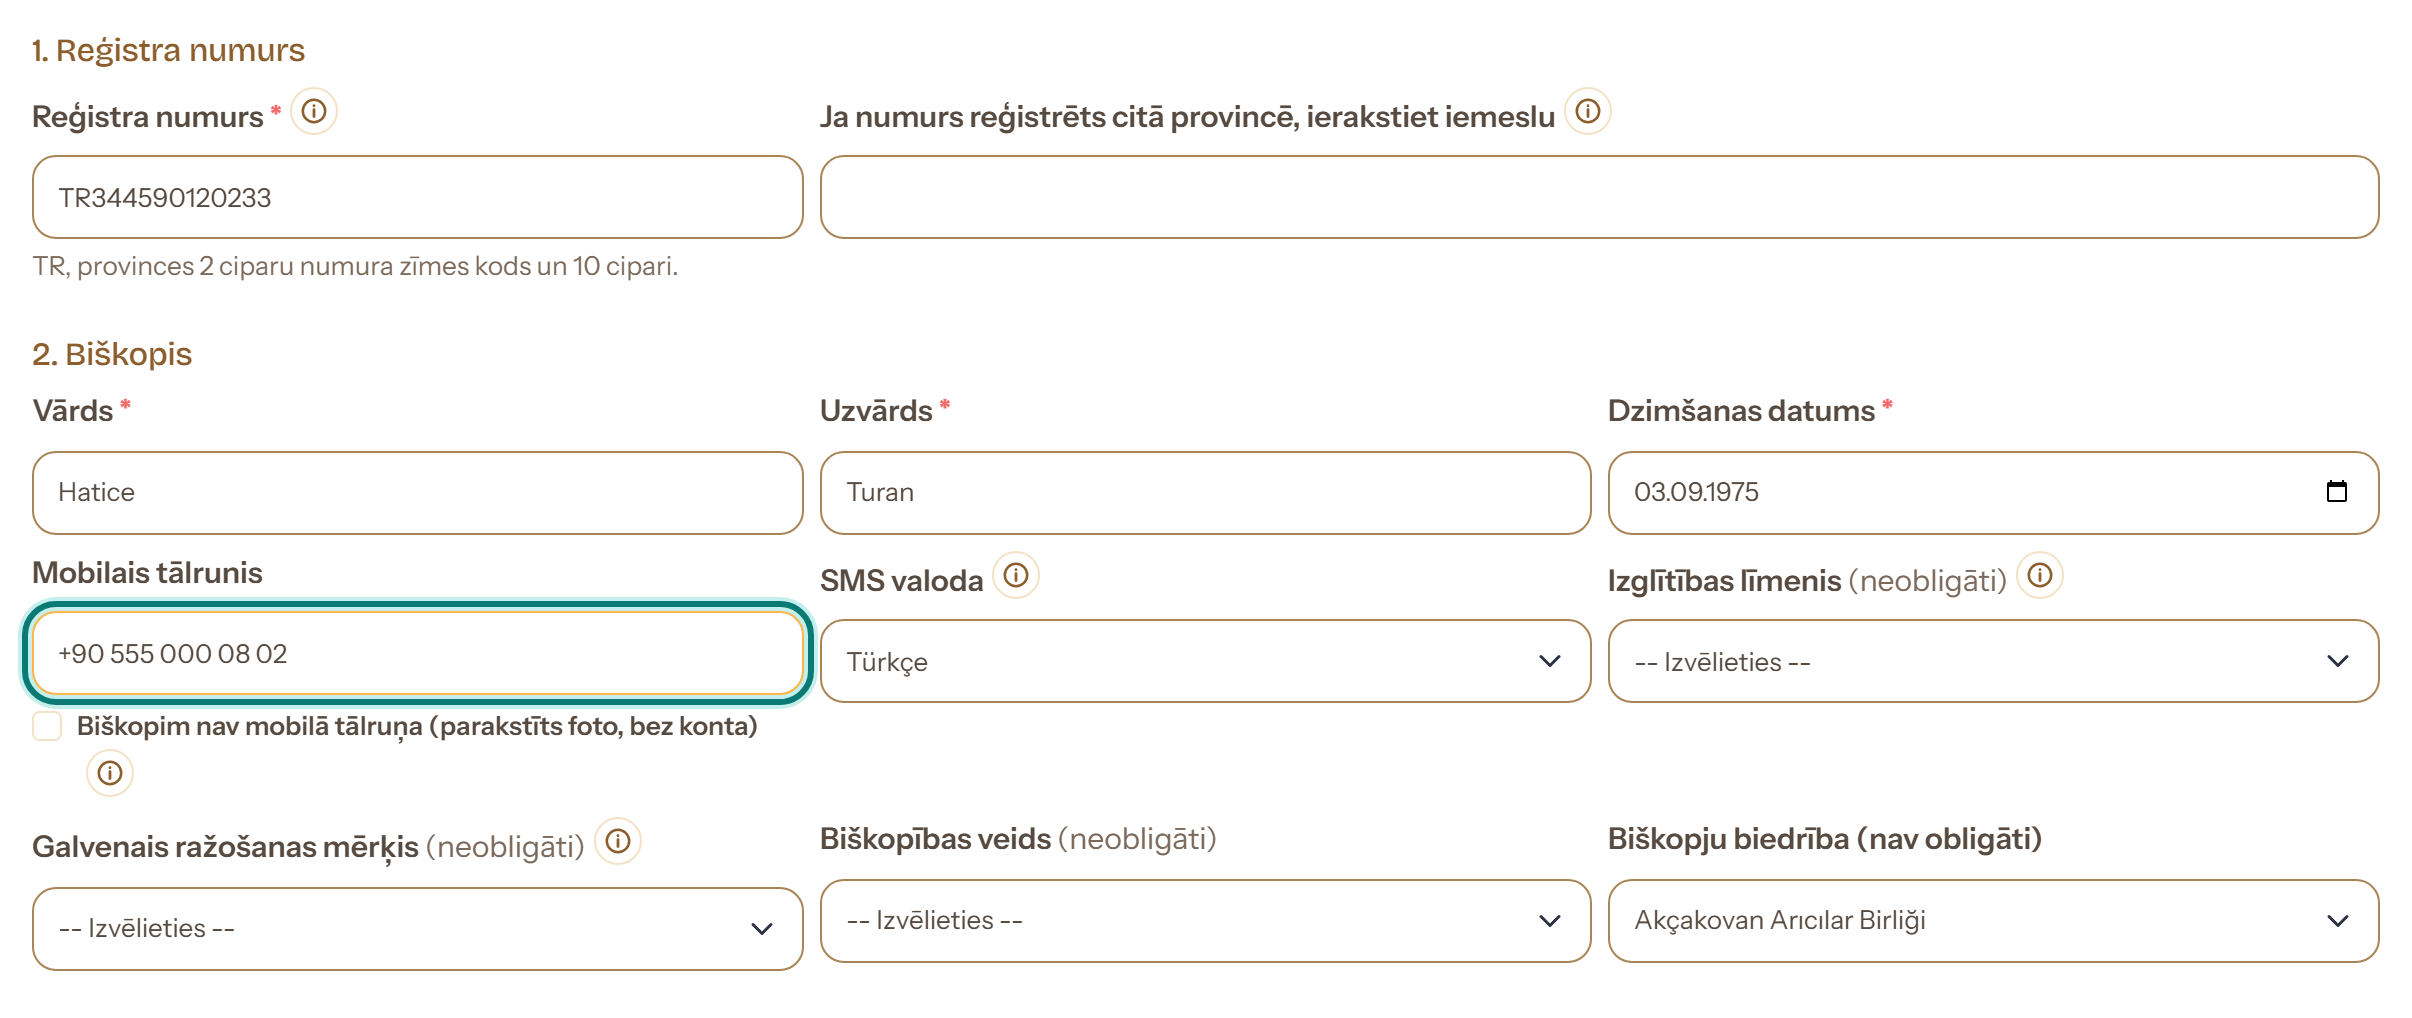 1. Reģistra numurs
Reģistra numurs *
Ja numurs reģistrēts citā provincē, ierakstiet iemeslu
TR344590120233
TR, provinces 2 ciparu numura zīmes kods un 10 cipari.
2. Biškopis
Vārds *
Uzvārds *
Dzimšanas datums *
Hatice
Turan
03.09.1975
Mobilais tālrunis
SMS valoda
Izglītības līmenis (neobligāti)
+90 555 000 08 02
Türkçe
-- Izvēlieties --
Biškopim nav mobilā tālruņa (parakstīts foto, bez konta)
Galvenais ražošanas mērķis (neobligāti)
Biškopības veids (neobligāti)
Biškopju biedrība (nav obligāti)
-- Izvēlieties --
-- Izvēlieties --
Akçakovan Arıcılar Birliği